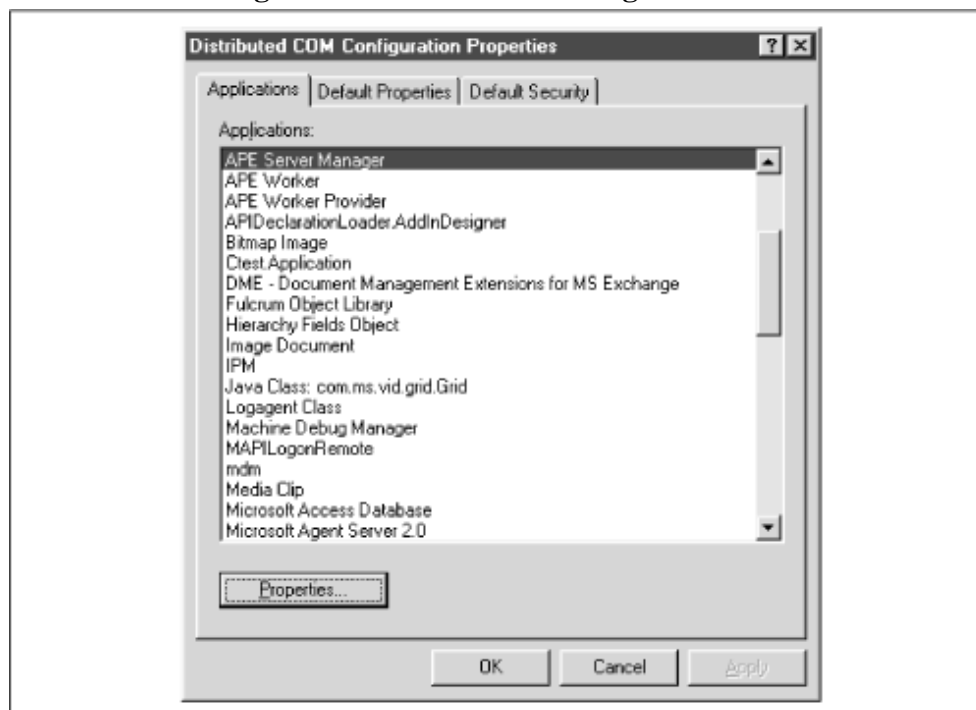 Distributed COM Configuration Properties
Applications
Default Properties
Default Security
Applications:
APE Server Manager
APE Worker
APE Worker Provider
APIDeclarationLoader.AddInDesigner
Bitmap Image
Ctest.Application
DME - Document Management Extensions for MS Exchange
Fulcrum Object Library
Hierarchy Fields Object
Image Document
IPM
Java Class: com.ms.vid.grid.Grid
Logagent Class
Machine Debug Manager
MAPILogonRemote
mdm
Media Clip
Microsoft Access Database
Microsoft Agent Server 2.0
Properties...
OK
Cancel
Apply